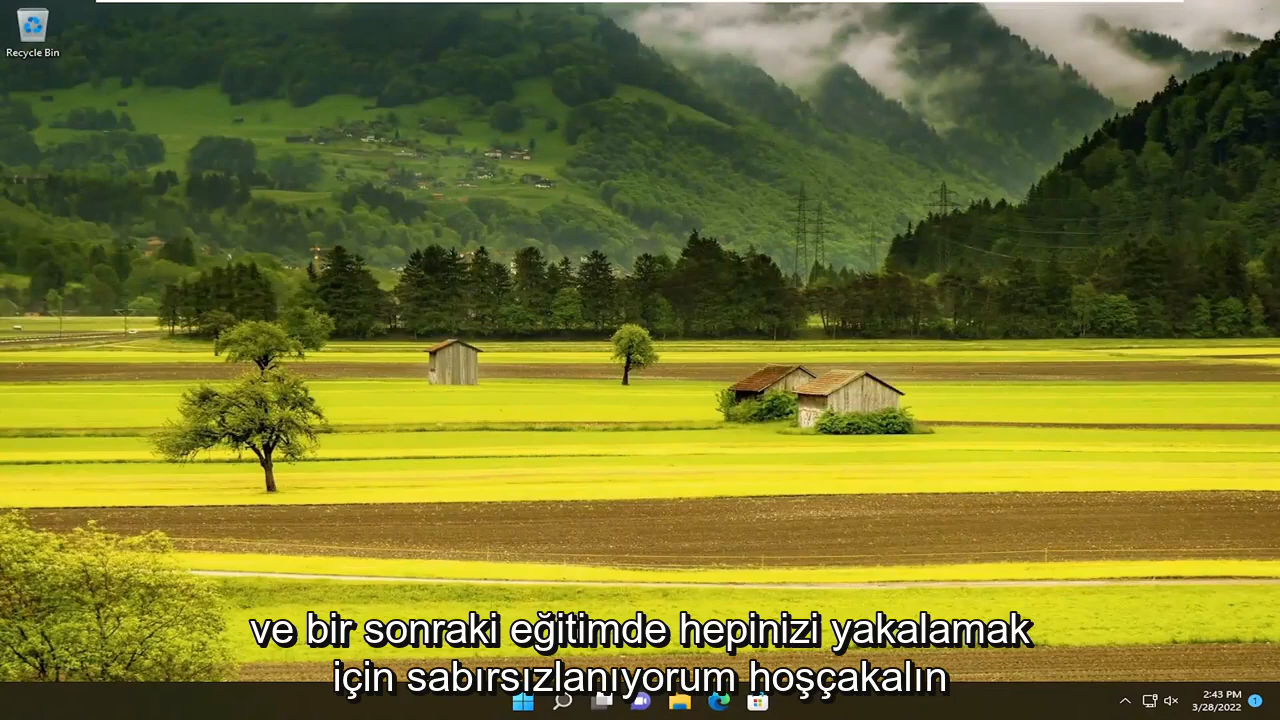 Recycle Bin
ve bir sonraki eğitimde hepinizi yakalamak
için sabırsızlanıyorum hoşçakalın
2:43 PM
3/28/2022
1